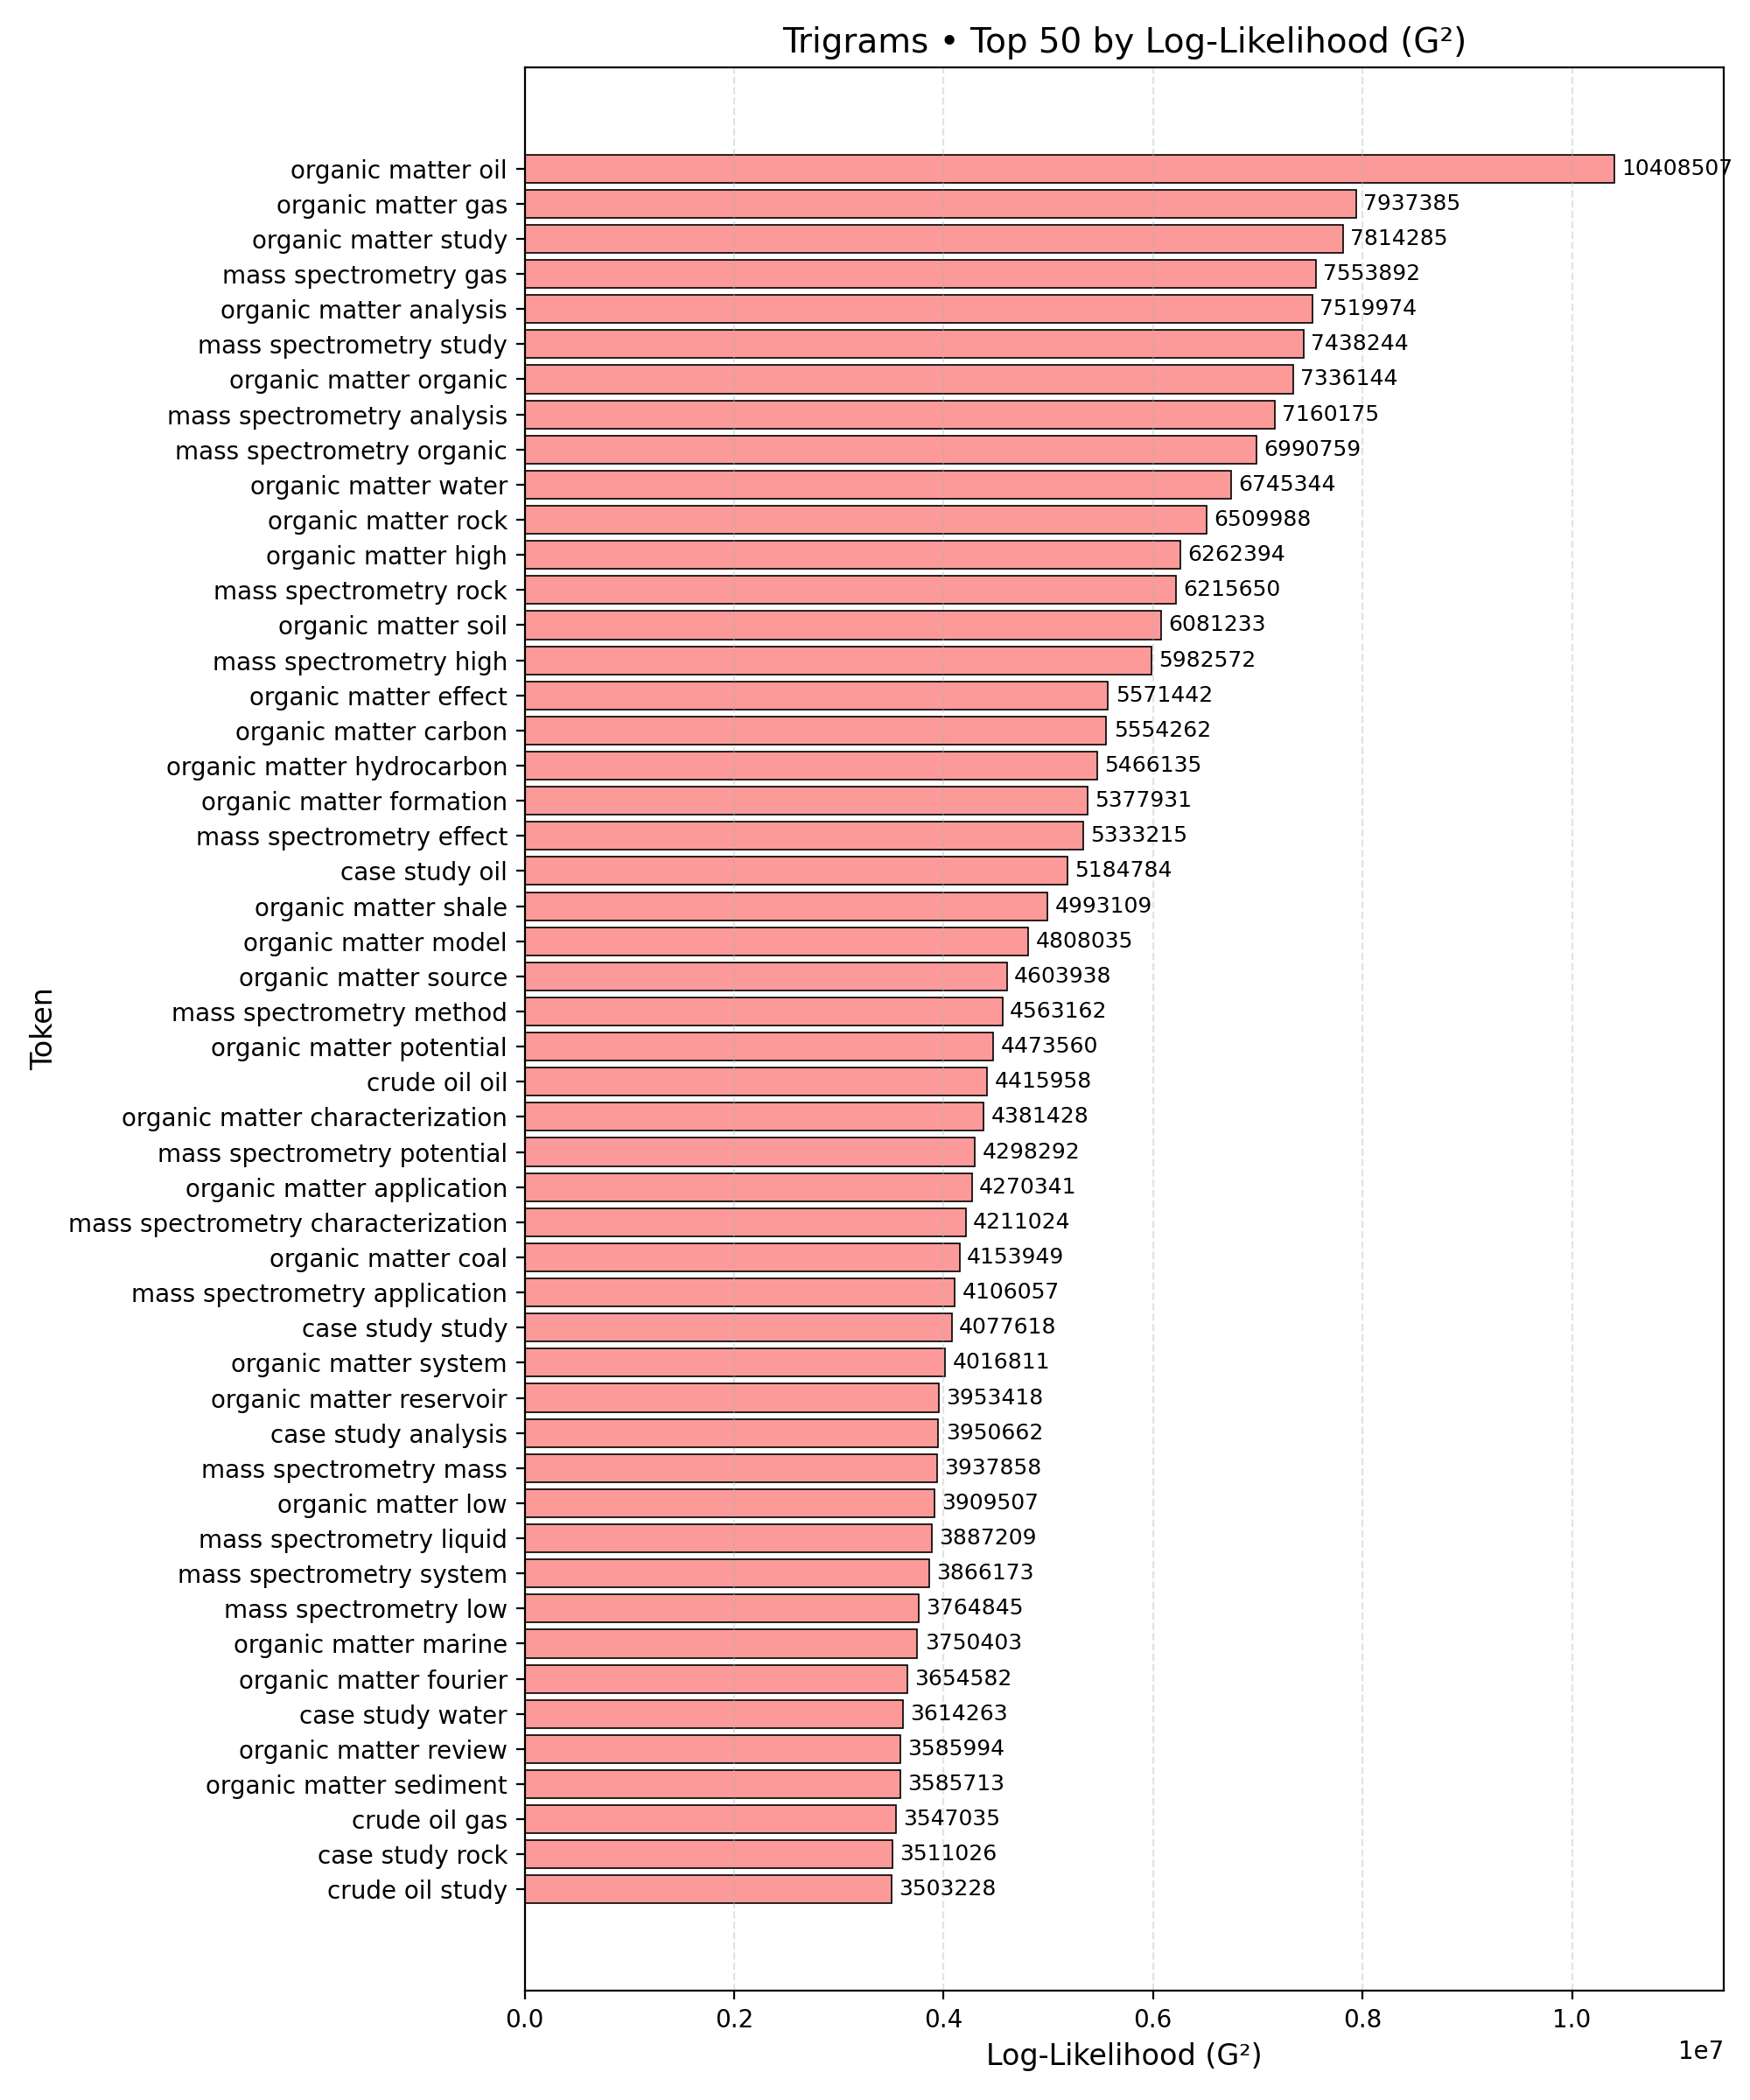 Trigrams • Top 50 by Log-Likelihood (G²)
organic matter oil 10408507
organic matter gas 7937385
organic matter study 7814285
mass spectrometry gas 7553892
organic matter analysis 7519974
mass spectrometry study 7438244
organic matter organic 7336144
mass spectrometry analysis 7160175
mass spectrometry organic 6990759
organic matter water 6745344
organic matter rock 6509988
organic matter high 6262394
mass spectrometry rock 6215650
organic matter soil 6081233
mass spectrometry high 5982572
organic matter effect 5571442
organic matter carbon 5554262
organic matter hydrocarbon 5466135
organic matter formation 5377931
mass spectrometry effect 5333215
case study oil 5184784
organic matter shale 4993109
organic matter model 4808035
organic matter source 4603938
mass spectrometry method 4563162
organic matter potential 4473560
crude oil oil 4415958
organic matter characterization 4381428
mass spectrometry potential 4298292
organic matter application 4270341
mass spectrometry characterization 4211024
organic matter coal 4153949
mass spectrometry application 4106057
case study study 4077618
organic matter system 4016811
organic matter reservoir 3953418
case study analysis 3950662
mass spectrometry mass 3937858
organic matter low 3909507
mass spectrometry liquid 3887209
mass spectrometry system 3866173
mass spectrometry low 3764845
organic matter marine 3750403
organic matter fourier 3654582
case study water 3614263
organic matter review 3585994
organic matter sediment 3585713
crude oil gas 3547035
case study rock 3511026
crude oil study 3503228
Token
0.0 0.2 0.4 0.6 0.8 1.0
Log-Likelihood (G²)
1e7